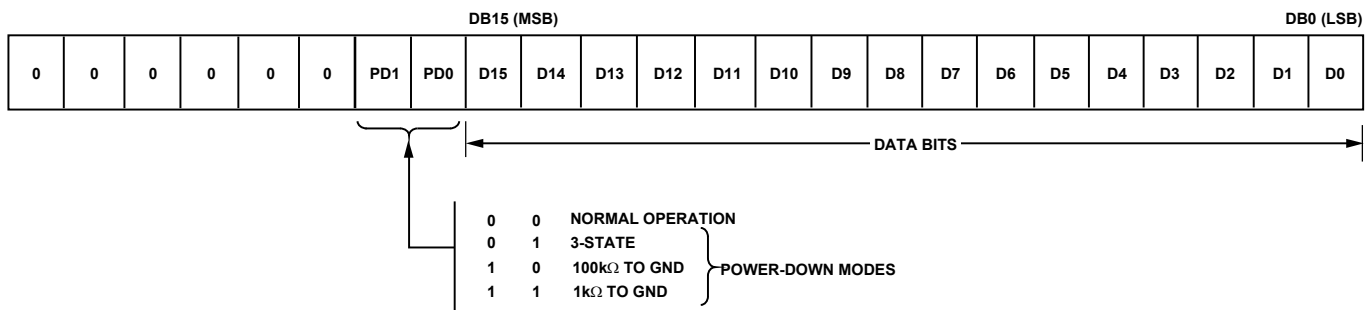 DB15 (MSB) DB0 (LSB)
0 0 0 0 0 0 PD1 PD0 D15 D14 D13 D12 D11 D10 D9 D8 D7 D6 D5 D4 D3 D2 D1 D0
DATA BITS
0 0 NORMAL OPERATION
0 1 3-STATE
1 0 100kΩ TO GND
POWER-DOWN MODES
1 1 1kΩ TO GND